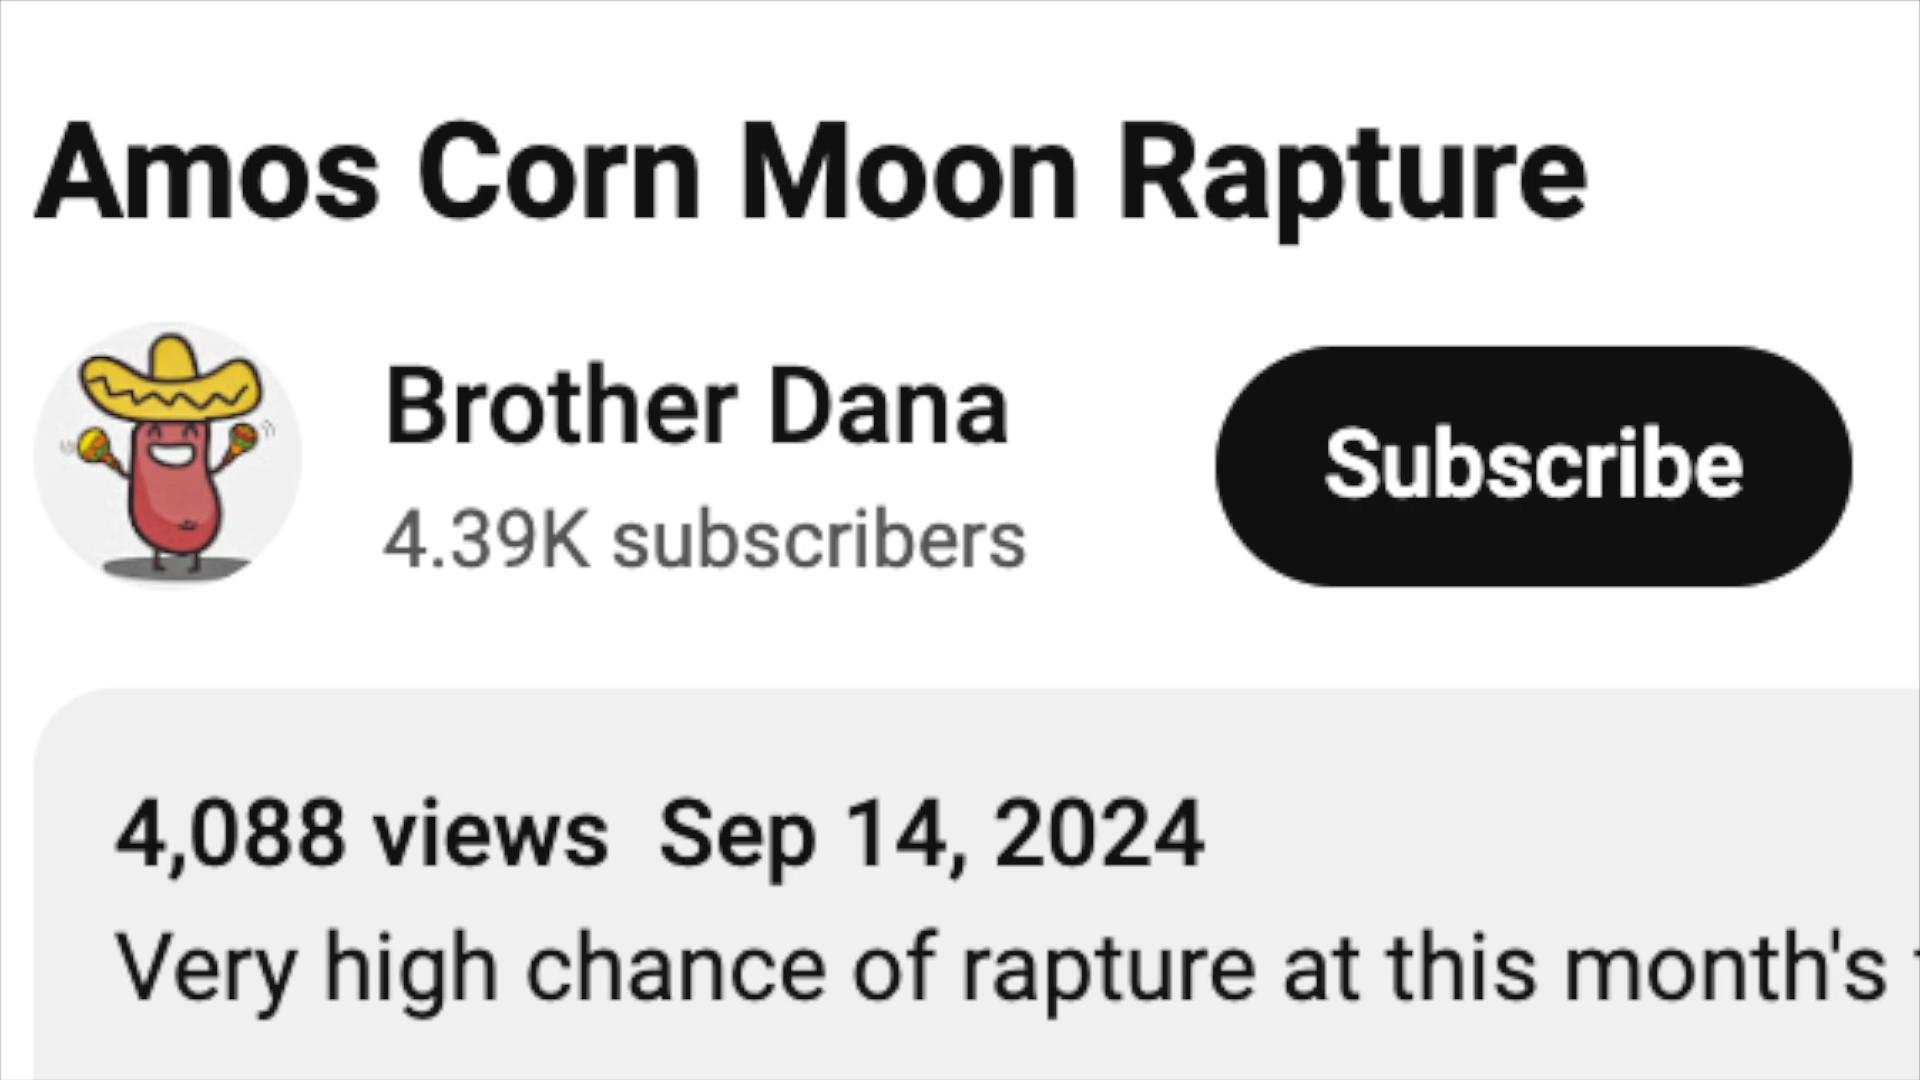 Amos Corn Moon Rapture
Brother Dana
Subscribe
4.39K subscribers
4,088 views  Sep 14, 2024
Very high chance of rapture at this month's